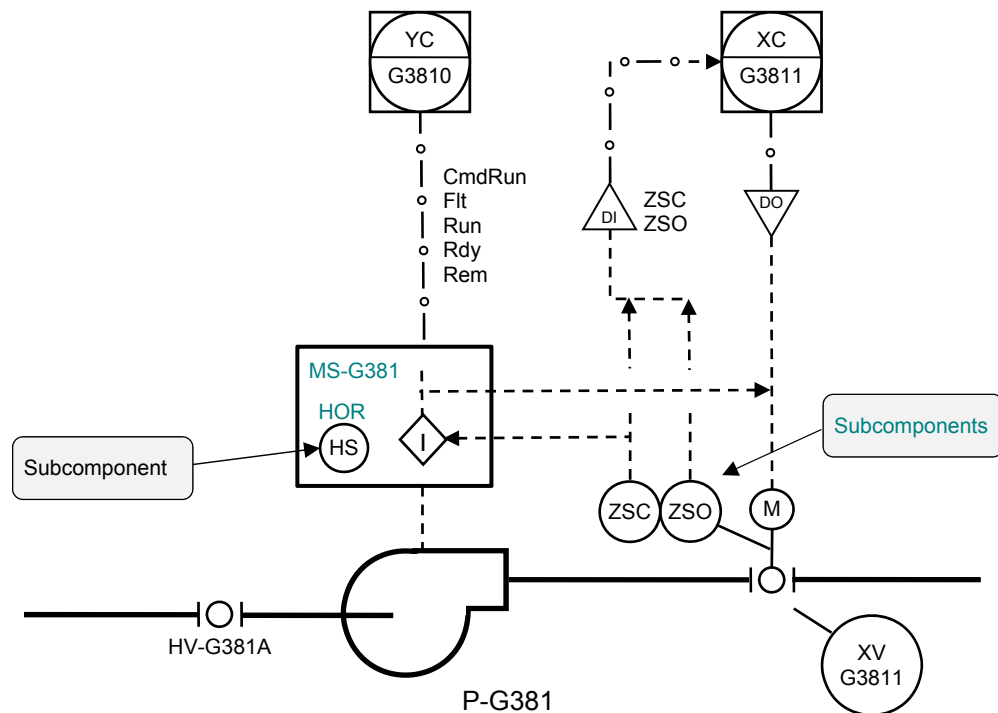 YC
G3810
XC
G3811
CmdRun
Flt
Run
Rdy
Rem
DI
ZSC
ZSO
DO
MS-G381
HOR
HS
I
Subcomponent
Subcomponents
ZSC
ZSO
M
HV-G381A
XV
G3811
P-G381